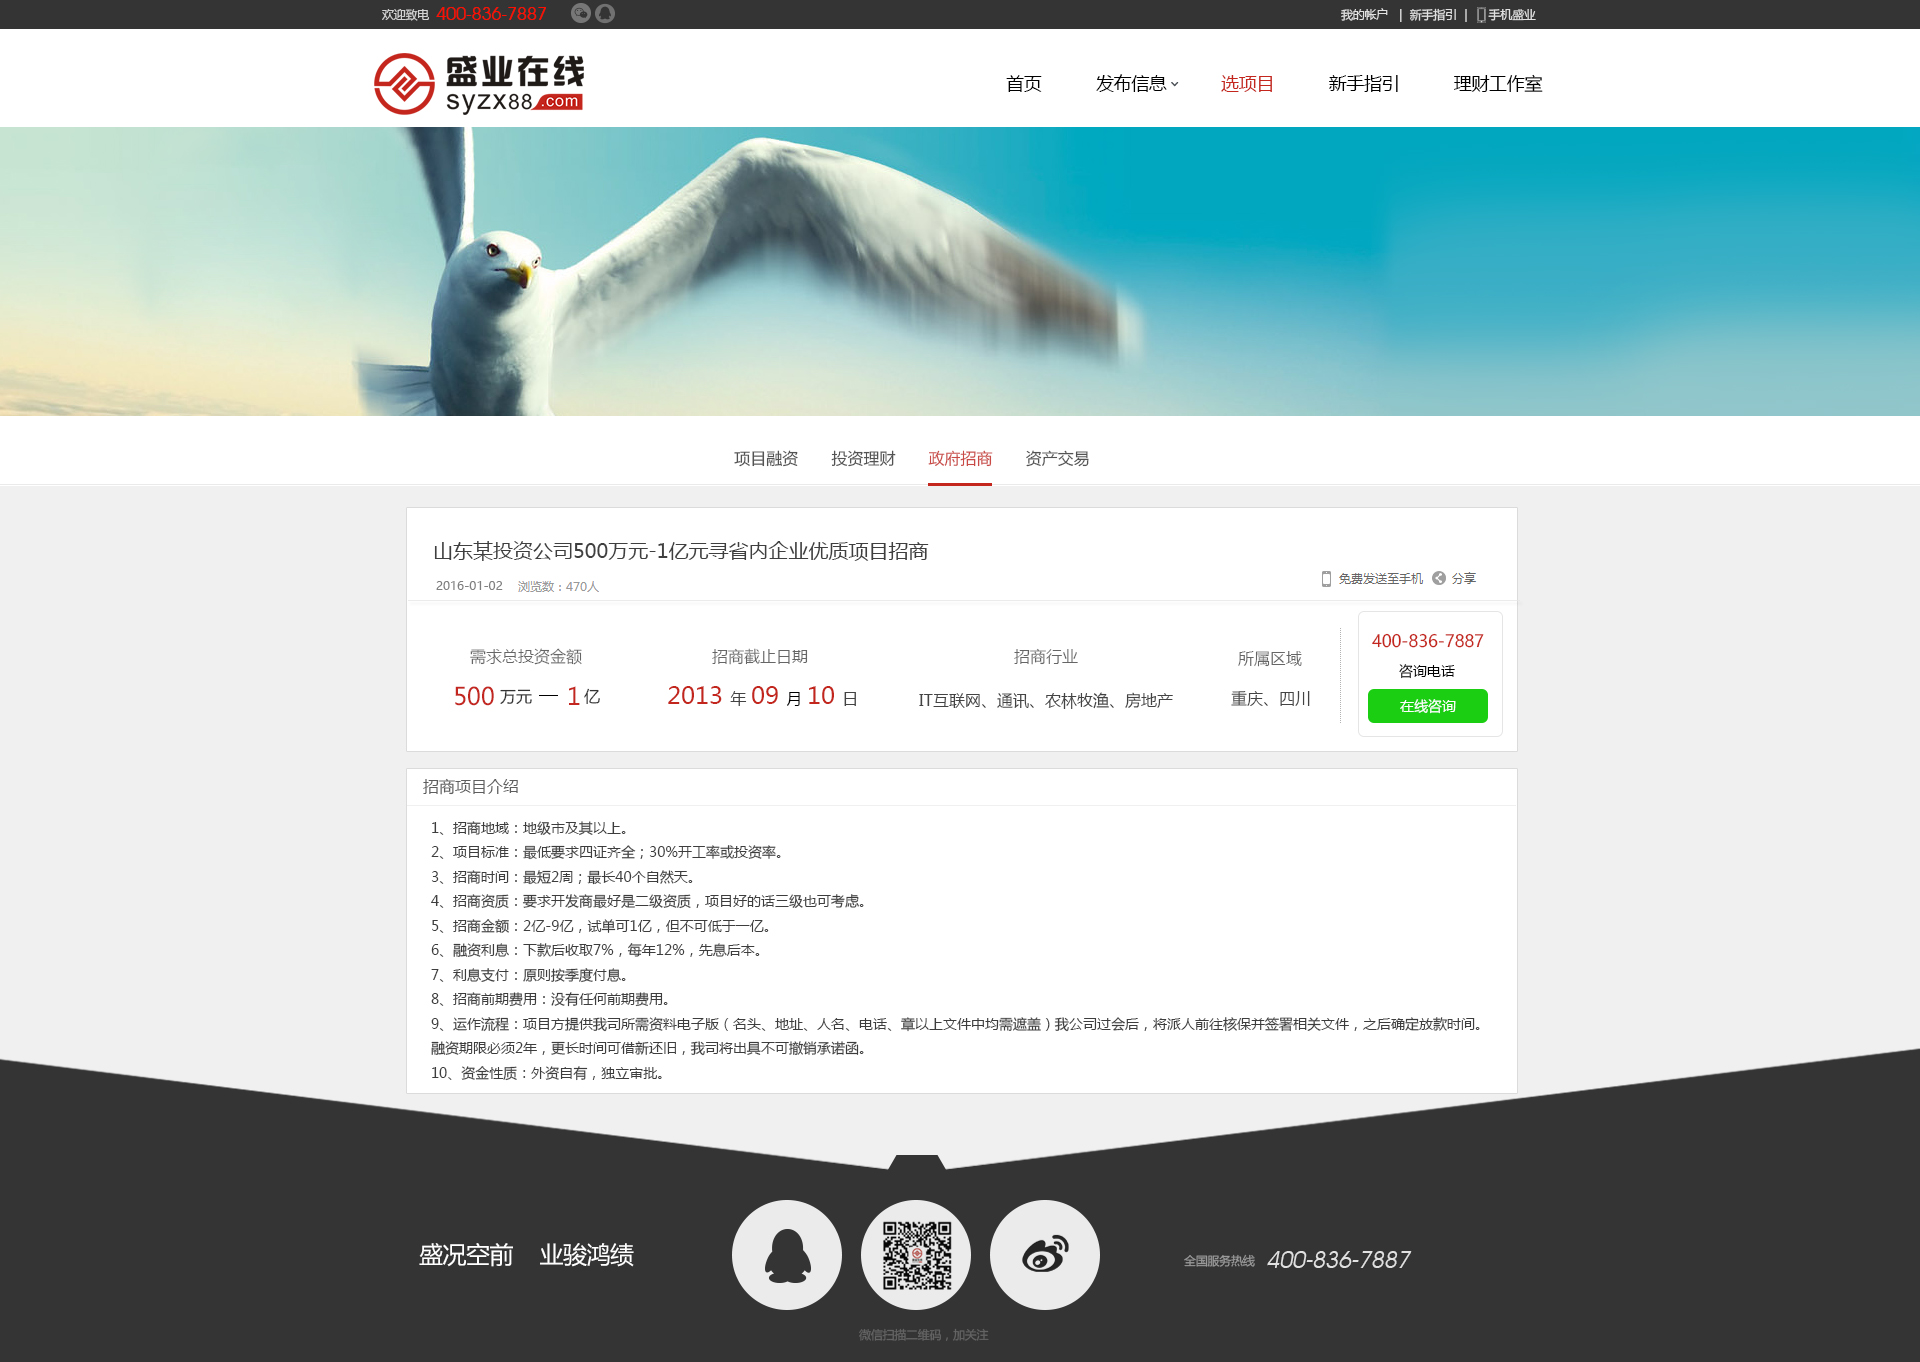 欢迎致电 400-836-7887
我的帐户 | 新手指引 | 手机盛业
盛业在线
syzx88.com
首页 发布信息 选项目 新手指引 理财工作室
项目融资 投资理财 政府招商 资产交易
山东某投资公司500万元-1亿元寻省内企业优质项目招商
2016-01-02 浏览数：470人
免费发送至手机 分享
需求总投资金额 招商截止日期 招商行业 所属区域
500 万元 — 1 亿 2013 年 09 月 10 日 IT互联网、通讯、农林牧渔、房地产 重庆、四川
400-836-7887
咨询电话
在线咨询
招商项目介绍
1、招商地域：地级市及其以上。
2、项目标准：最低要求四证齐全；30%开工率或投资率。
3、招商时间：最短2周；最长40个自然天。
4、招商资质：要求开发商最好是二级资质，项目好的话三级也可考虑。
5、招商金额：2亿-9亿，试单可1亿，但不可低于一亿。
6、融资利息：下款后收取7%，每年12%，先息后本。
7、利息支付：原则按季度付息。
8、招商前期费用：没有任何前期费用。
9、运作流程：项目方提供我司所需资料电子版（名头、地址、人名、电话、章以上文件中均需遮盖）我公司过会后，将派人前往核保并签署相关文件，之后确定放款时间。
融资期限必须2年，更长时间可借新还旧，我司将出具不可撤销承诺函。
10、资金性质：外资自有，独立审批。
盛况空前 业骏鸿绩
全国服务热线 400-836-7887
微信扫描二维码，加关注